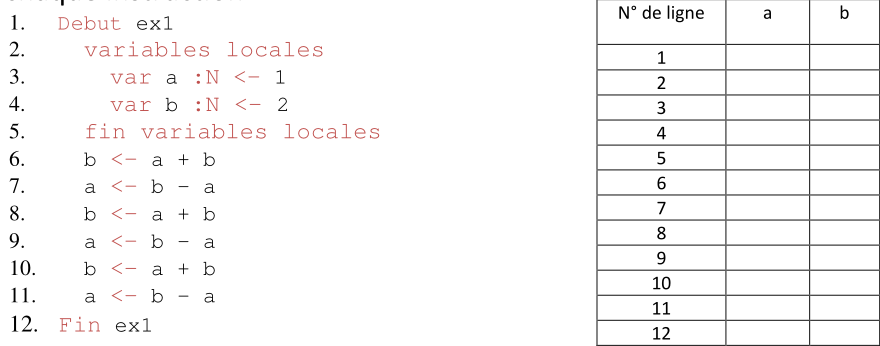 1. Debut ex1
2. variables locales
3. var a :N <- 1
4. var b :N <- 2
5. fin variables locales
6. b <- a + b
7. a <- b - a
8. b <- a + b
9. a <- b - a
10. b <- a + b
11. a <- b - a
12. Fin ex1
N° de ligne a b
1
2
3
4
5
6
7
8
9
10
11
12